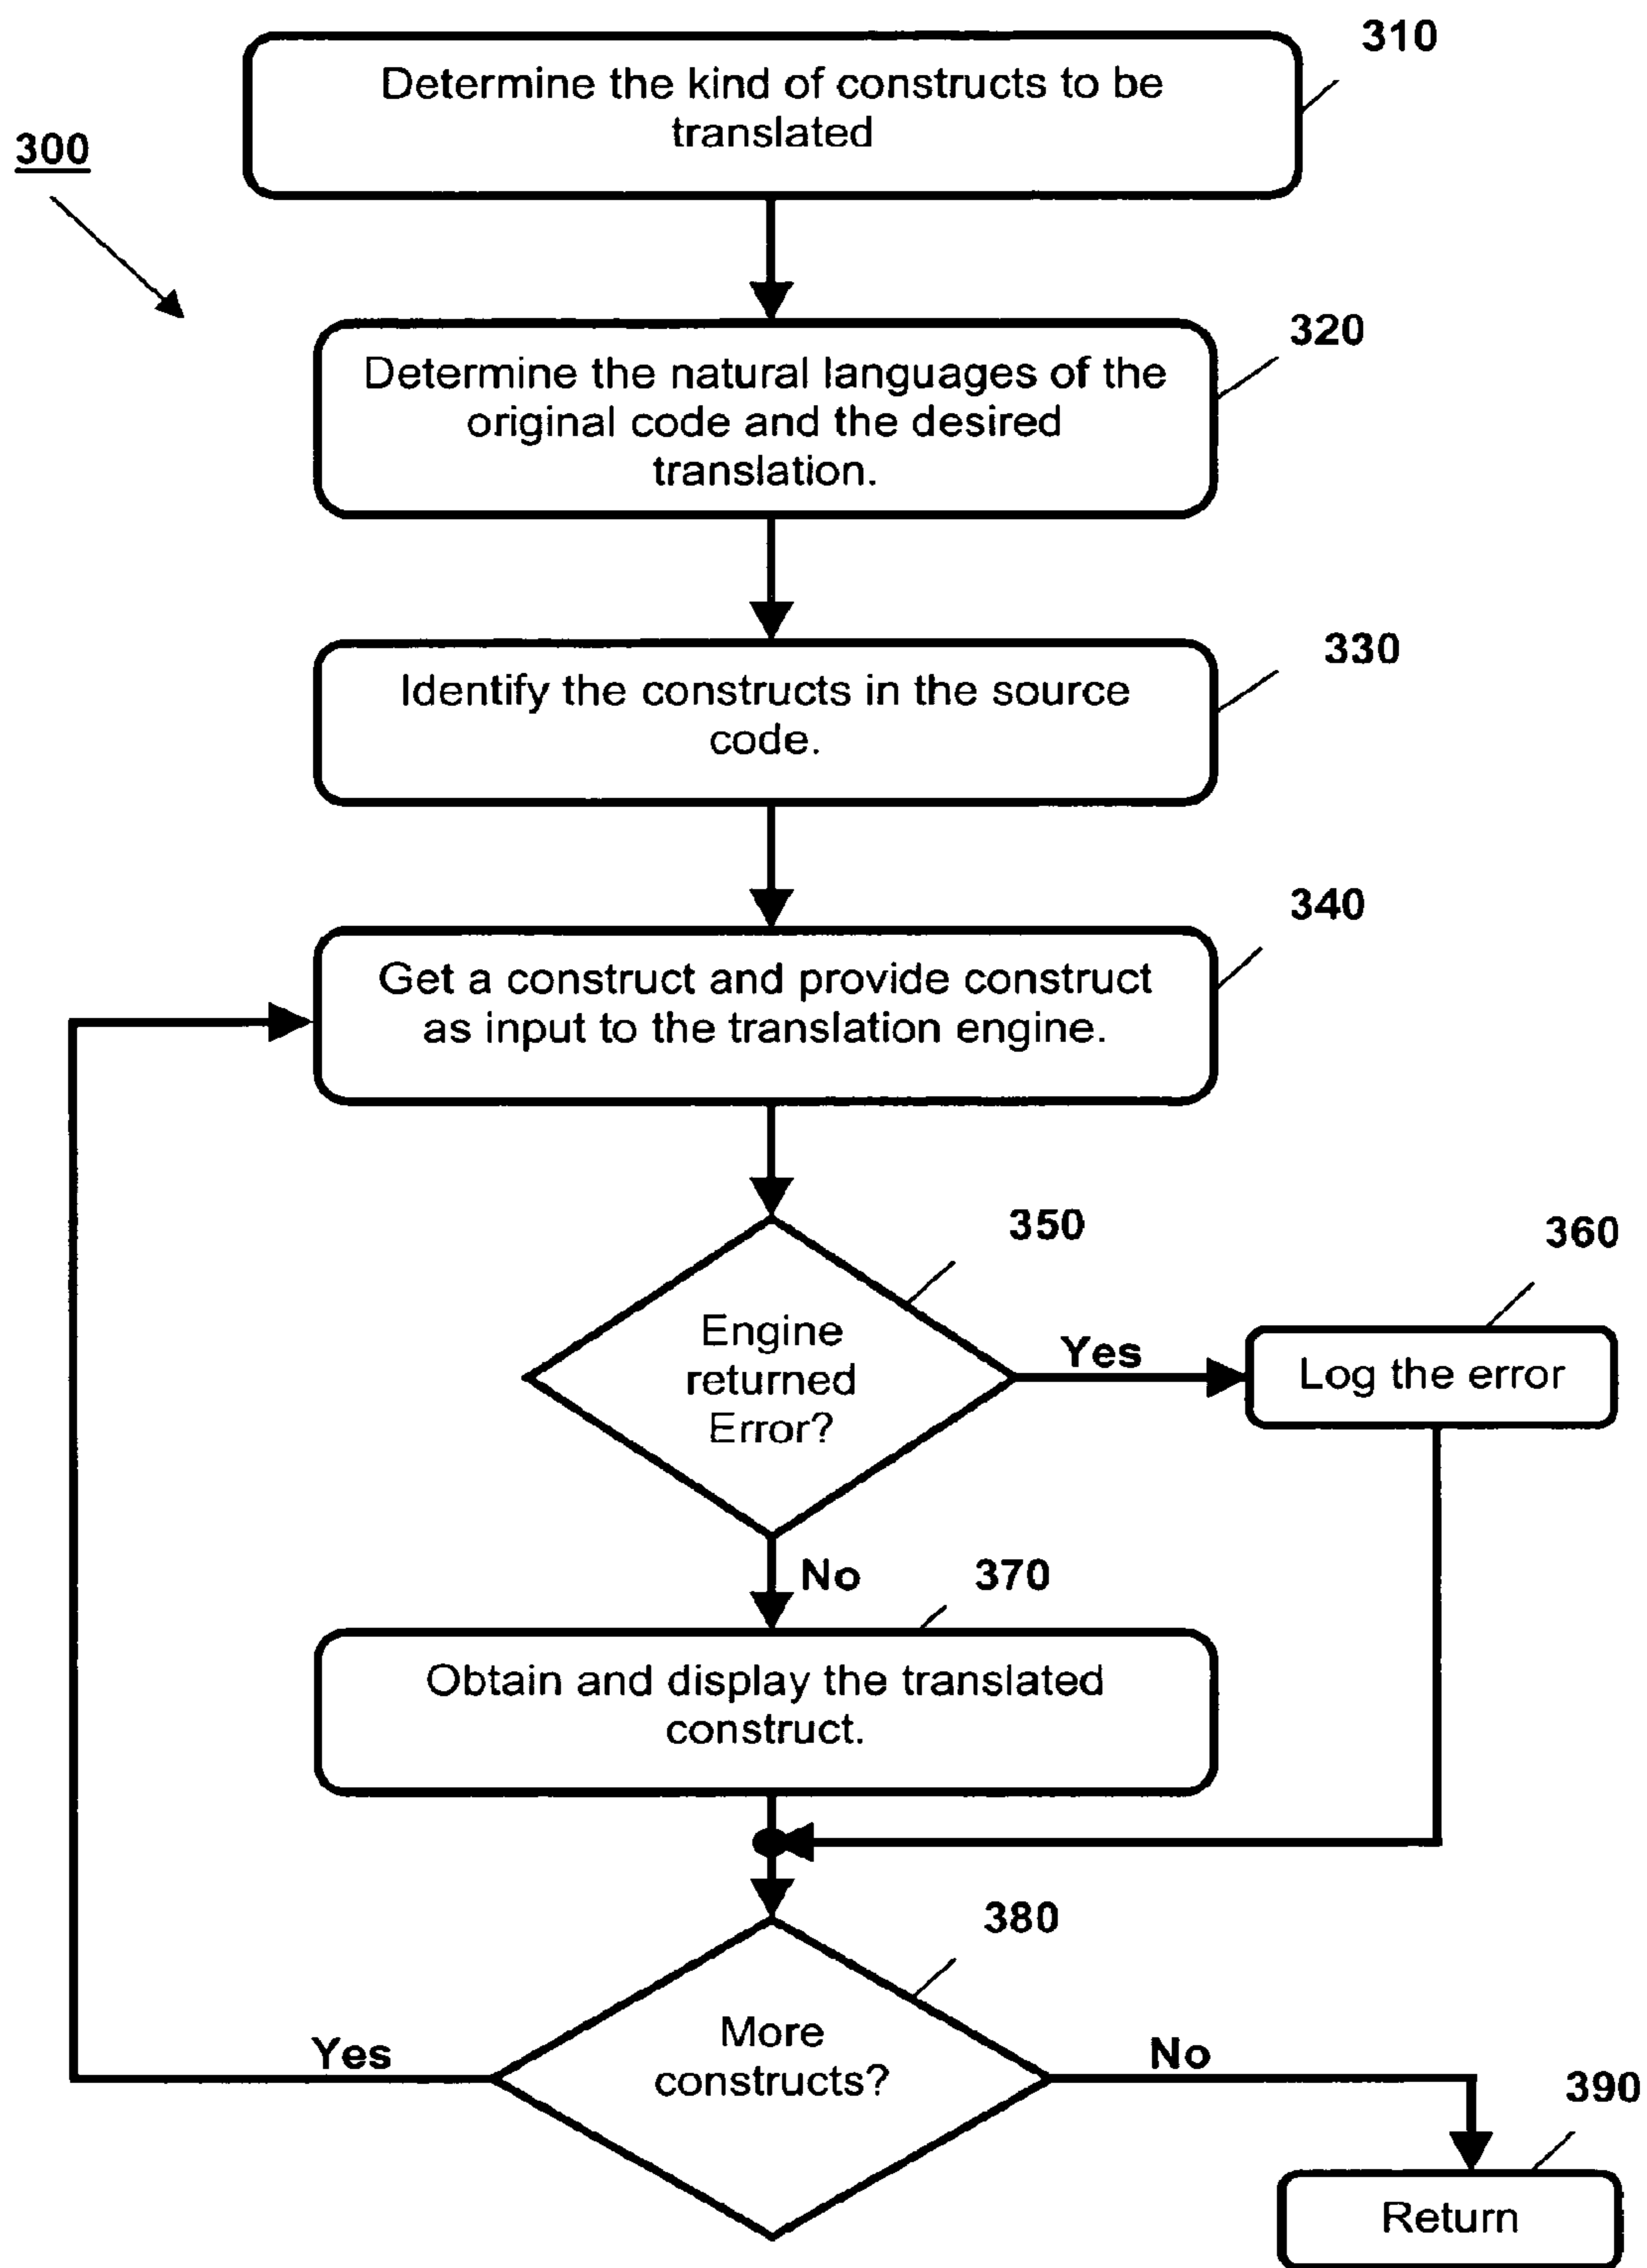 310
Determine the kind of constructs to be
translated
300
320
Determine the natural languages of the
original code and the desired
translation.
330
Identify the constructs in the source
code.
340
Get a construct and provide construct
as input to the translation engine.
350
360
Engine
returned
Error?
Yes
Log the error
No
370
Obtain and display the translated
construct.
380
More
constructs?
Yes
No
390
Return